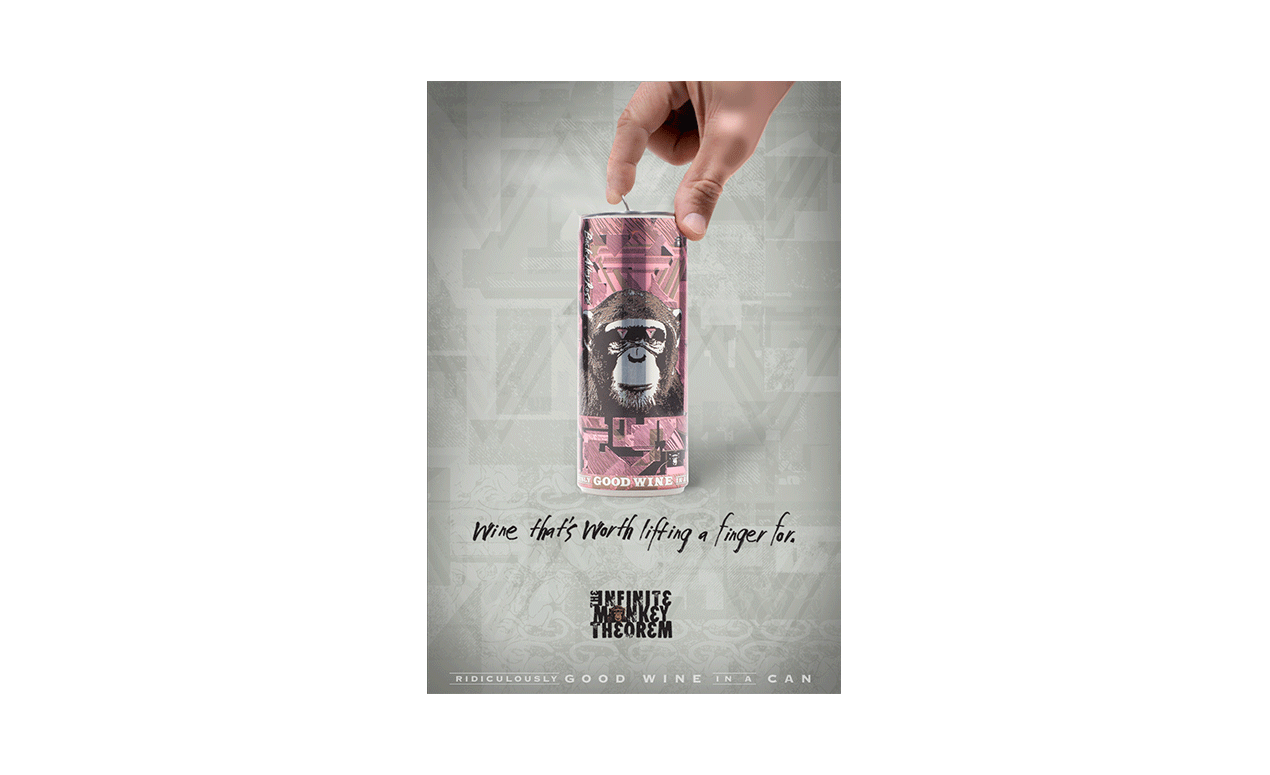 GOOD WINE
Wine that's worth lifting a finger for.
THE INFINITE
MONKEY
THEOREM
RIDICULOUSLY GOOD WINE IN A CAN